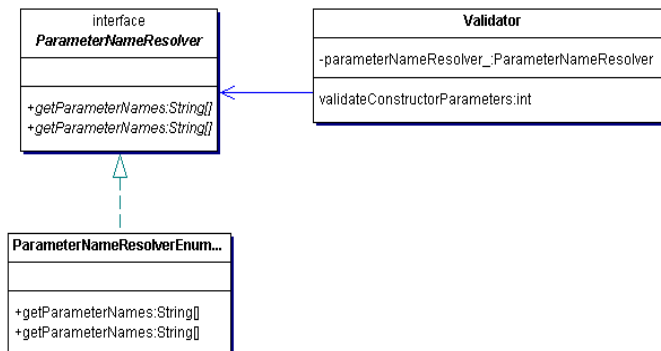 interface
ParameterNameResolver
+getParameterNames:String[]
+getParameterNames:String[]
Validator
-parameterNameResolver_:ParameterNameResolver
validateConstructorParameters:int
ParameterNameResolverEnum...
+getParameterNames:String[]
+getParameterNames:String[]